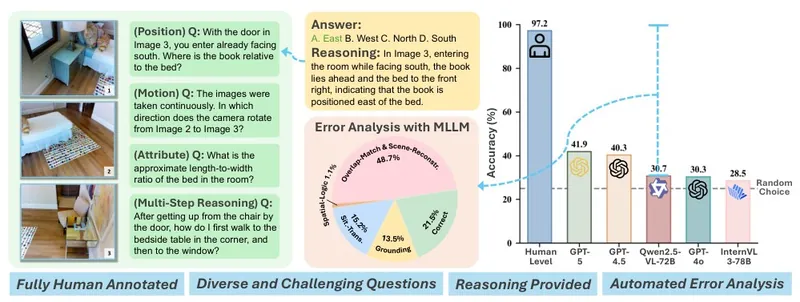 (Position) Q: With the door in
Image 3, you enter already facing
south. Where is the book relative
to the bed?
1
(Motion) Q: The images were
taken continuously. In which
direction does the camera rotate
from Image 2 to Image 3?
2
(Attribute) Q: What is the
approximate length-to-width
ratio of the bed in the room?
(Multi-Step Reasoning) Q:
After getting up from the chair by
the door, how do I first walk to the
bedside table in the corner, and
then to the window?
3
Answer:
A. East B. West C. North D. South
Reasoning: In Image 3, entering
the room while facing south, the book
lies ahead and the bed to the front
right, indicating that the book is
positioned east of the bed.
Error Analysis with MLLM
Overlap-Match & Scene-Reconstr.
48.7%
Spatial-Logic 1.1%
15.2%
Sit.-Trans.
13.5%
Grounding
21.5%
Correct
Accuracy (%)
100
80
60
40
20
0
97.2
41.9
40.3
30.7
30.3
28.5
Random
Choice
Human
Level
GPT-
5
GPT-
4.5
Qwen2.5-
VL-72B
GPT-
4o
InternVL
3-78B
Fully Human Annotated
Diverse and Challenging Questions
Reasoning Provided
Automated Error Analysis